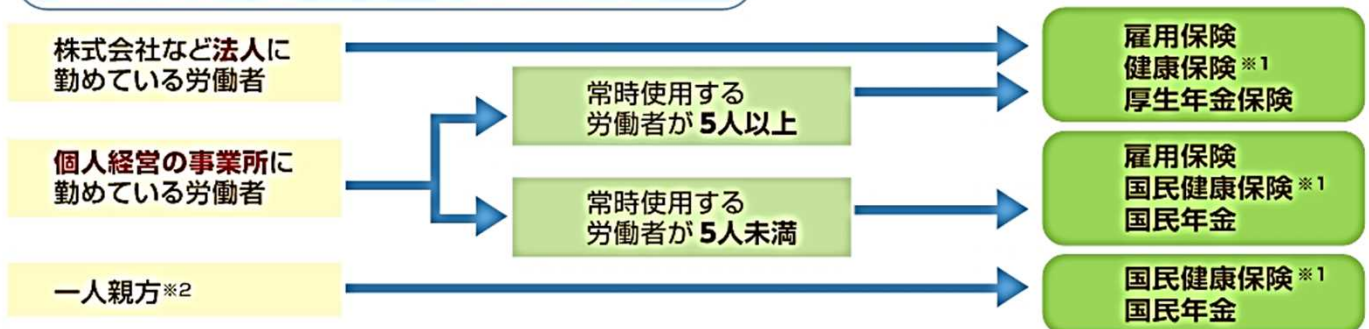 株式会社など法人に
勤めている労働者
雇用保険
健康保険※1
厚生年金保険
常時使用する
労働者が5人以上
個人経営の事業所に
勤めている労働者
常時使用する
労働者が5人未満
雇用保険
国民健康保険※1
国民年金
一人親方※2
国民健康保険※1
国民年金